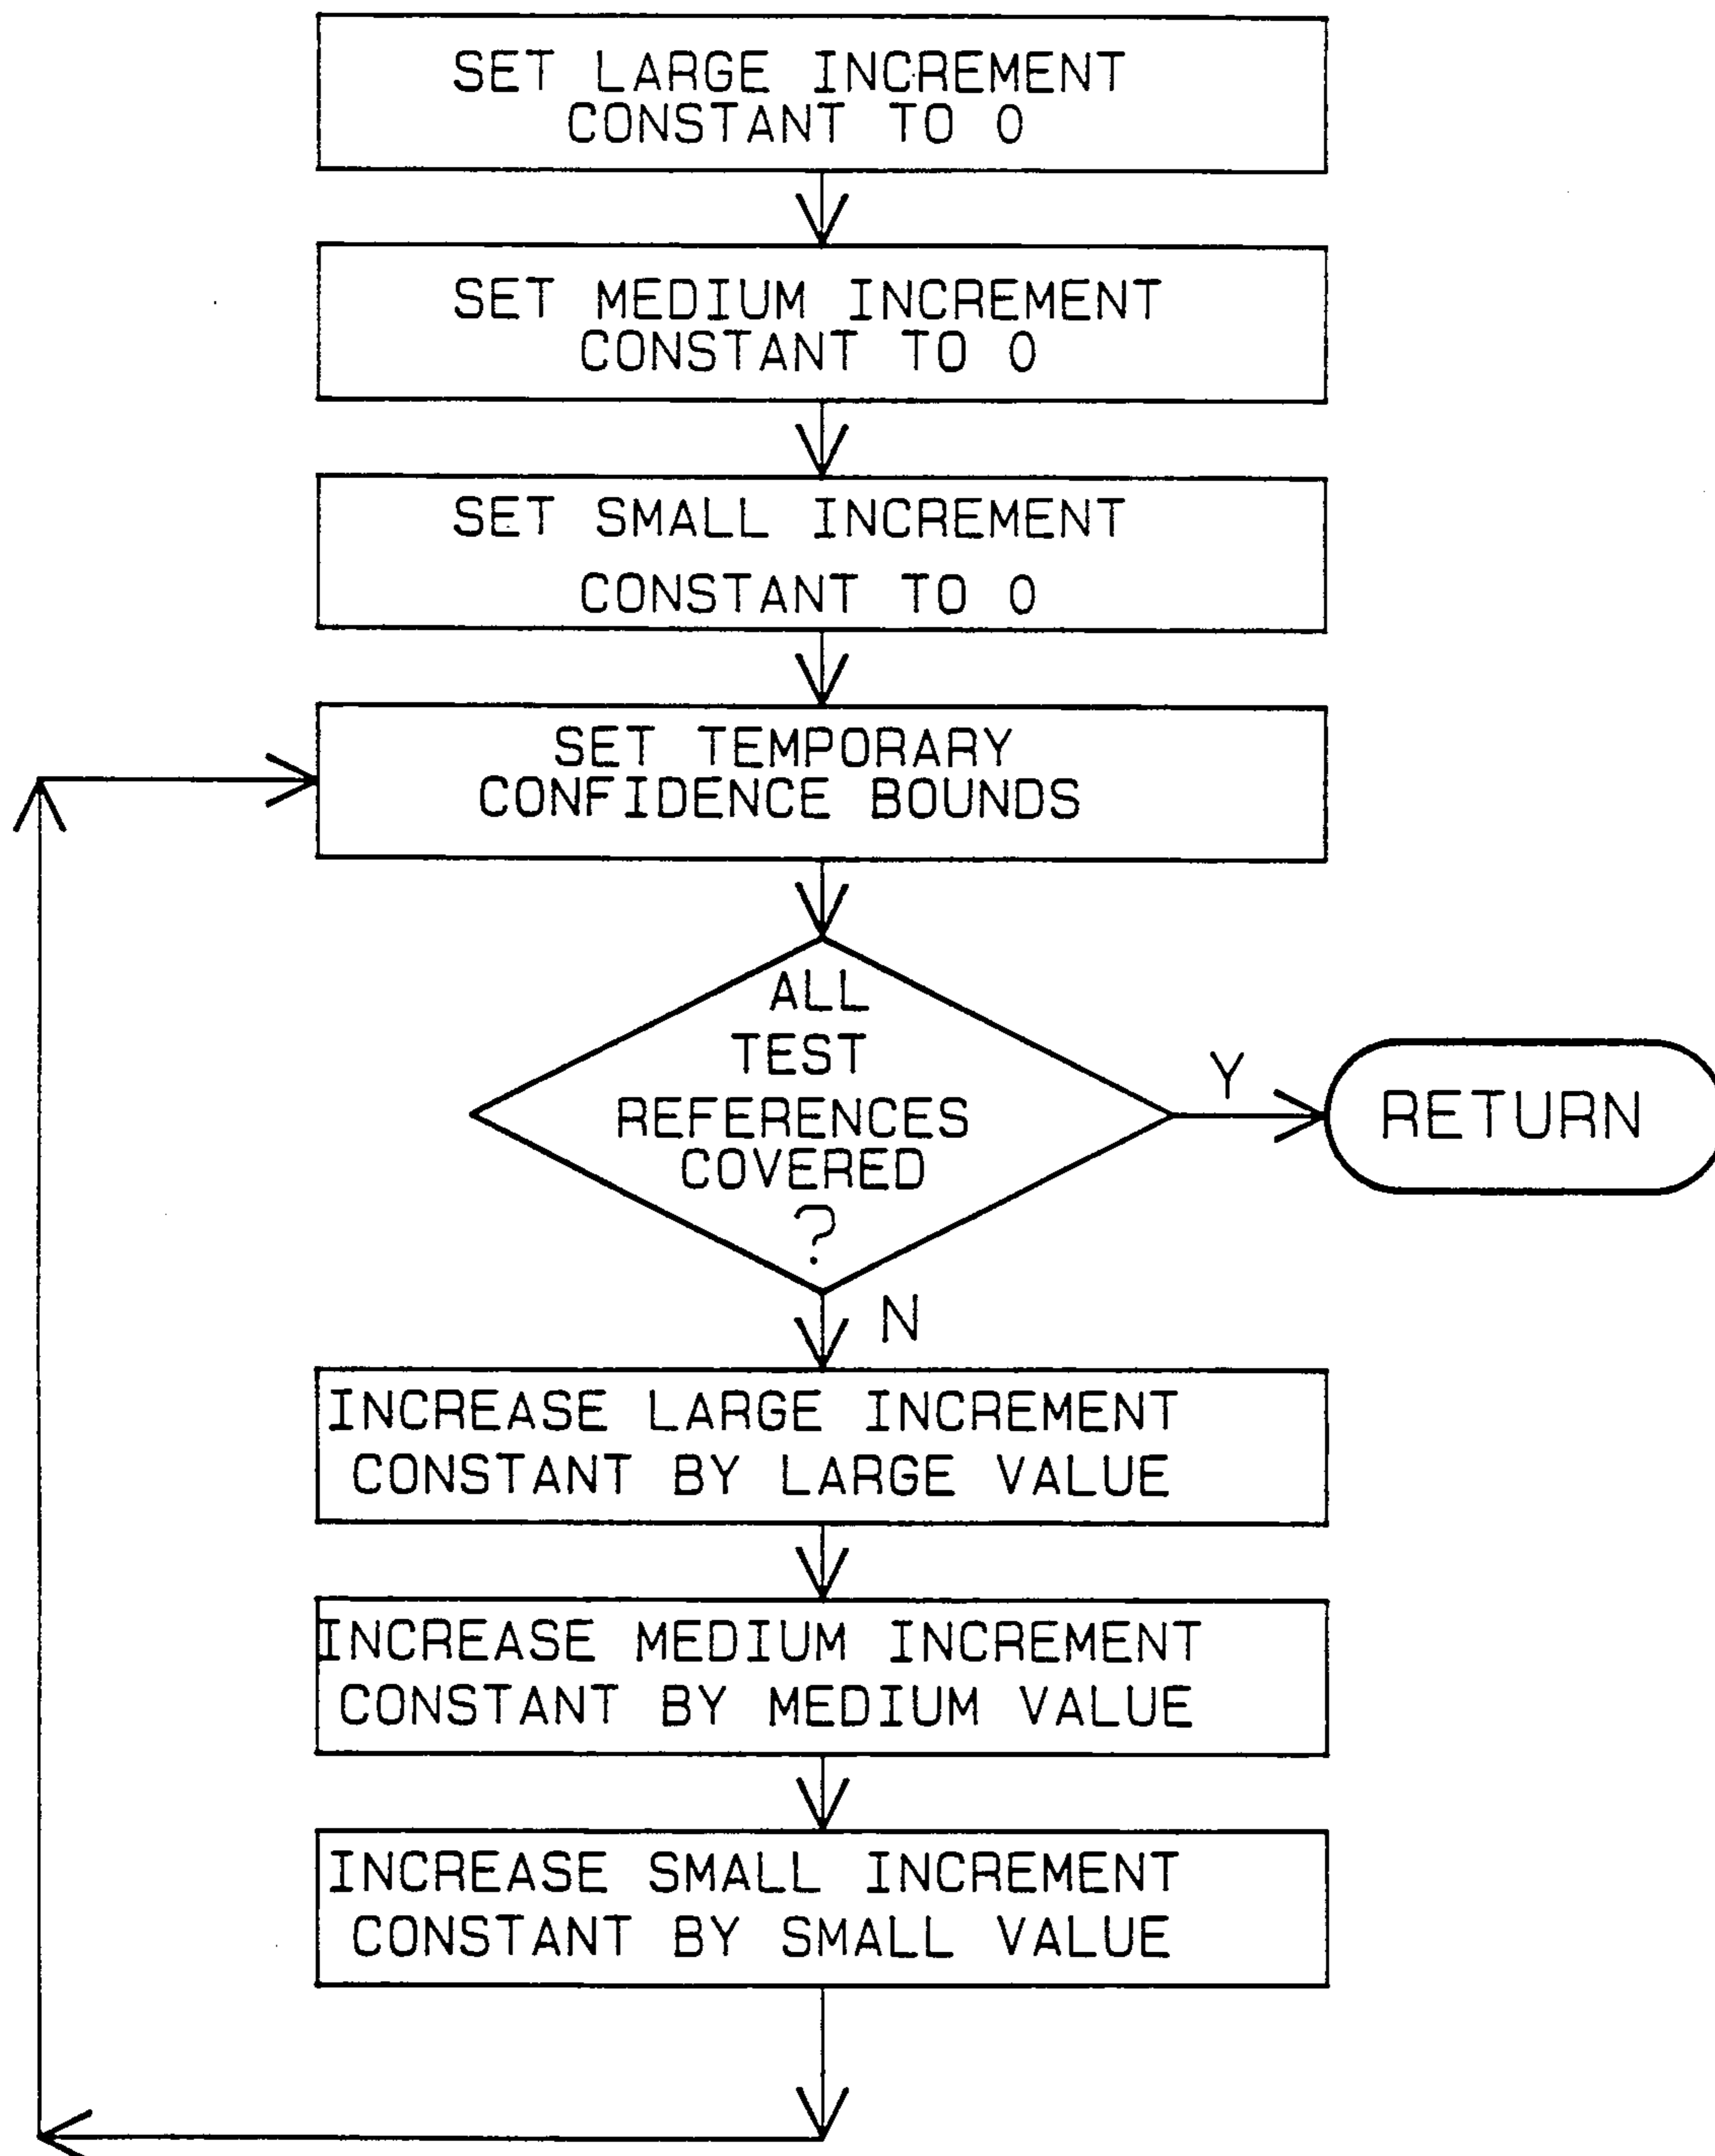 SET LARGE INCREMENT
CONSTANT TO 0
SET MEDIUM INCREMENT
CONSTANT TO 0
SET SMALL INCREMENT
CONSTANT TO 0
SET TEMPORARY
CONFIDENCE BOUNDS
ALL
TEST
REFERENCES
COVERED
?
Y
RETURN
N
INCREASE LARGE INCREMENT
CONSTANT BY LARGE VALUE
INCREASE MEDIUM INCREMENT
CONSTANT BY MEDIUM VALUE
INCREASE SMALL INCREMENT
CONSTANT BY SMALL VALUE